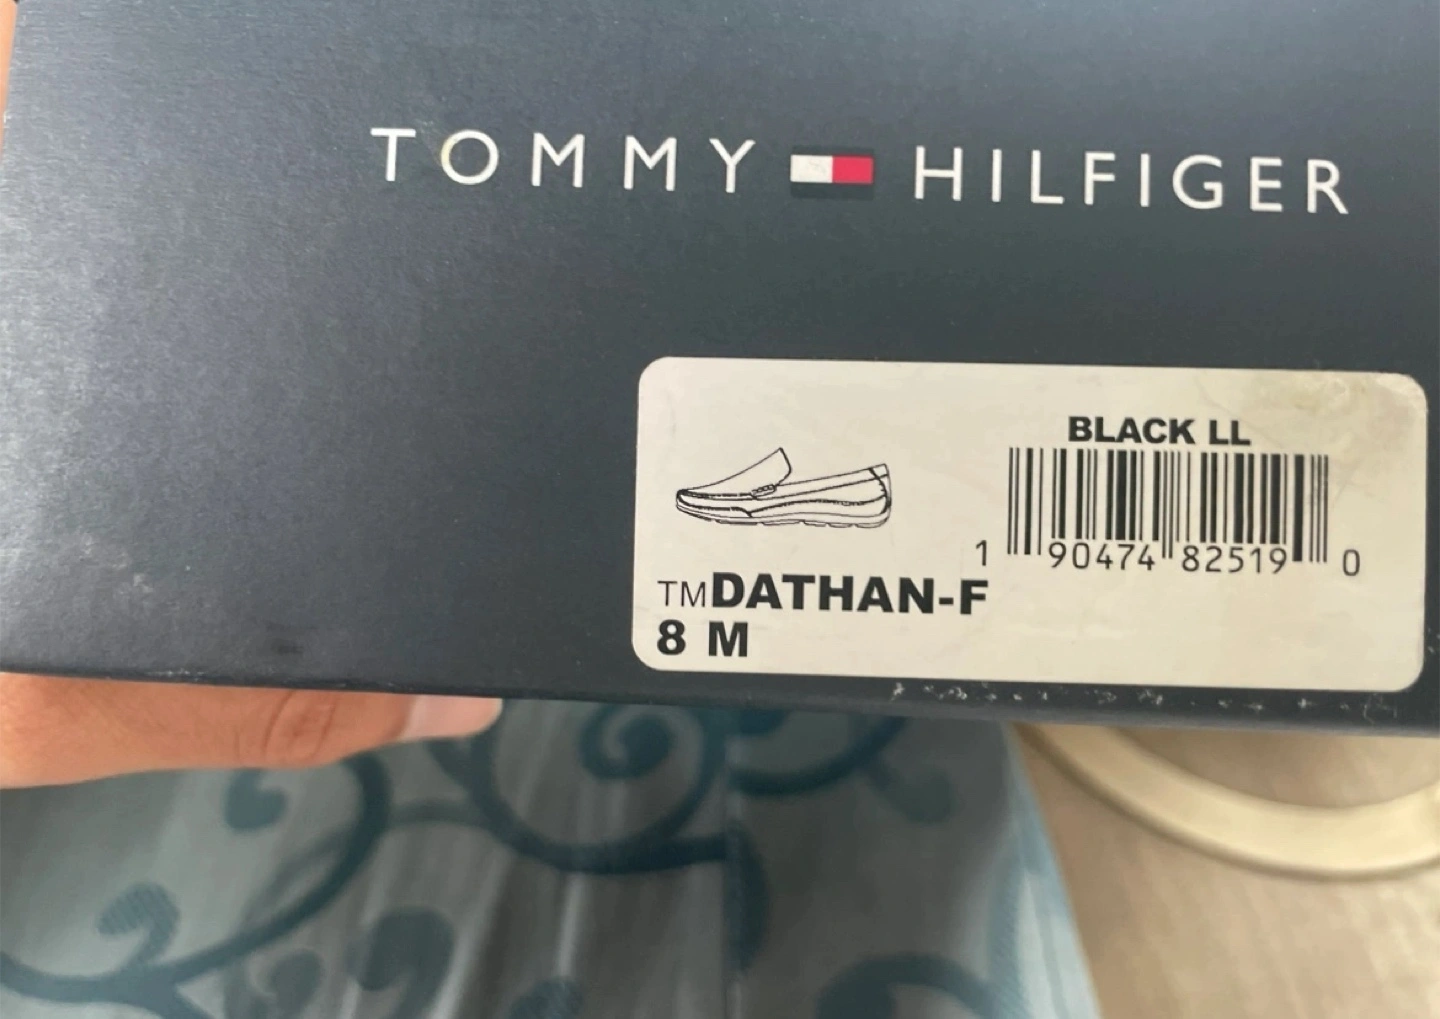 TOMMY HILFIGER
BLACK LL
1 90474 82519 0
TMDATHAN-F
8 M